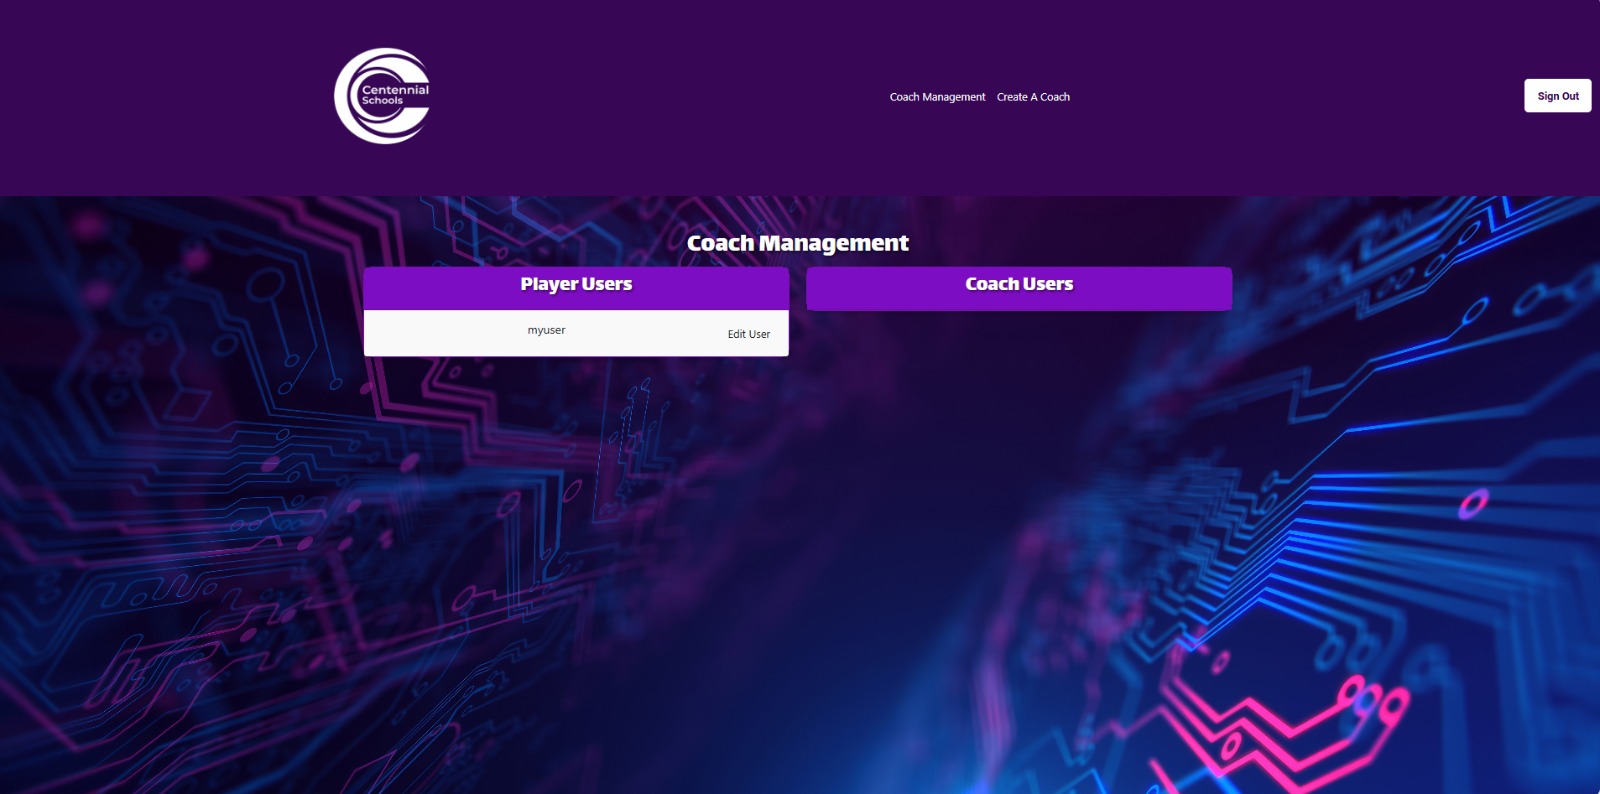 Centennial
Schools
Coach Management
Create A Coach
Sign Out
Coach Management
Player Users
myuser
Edit User
Coach Users